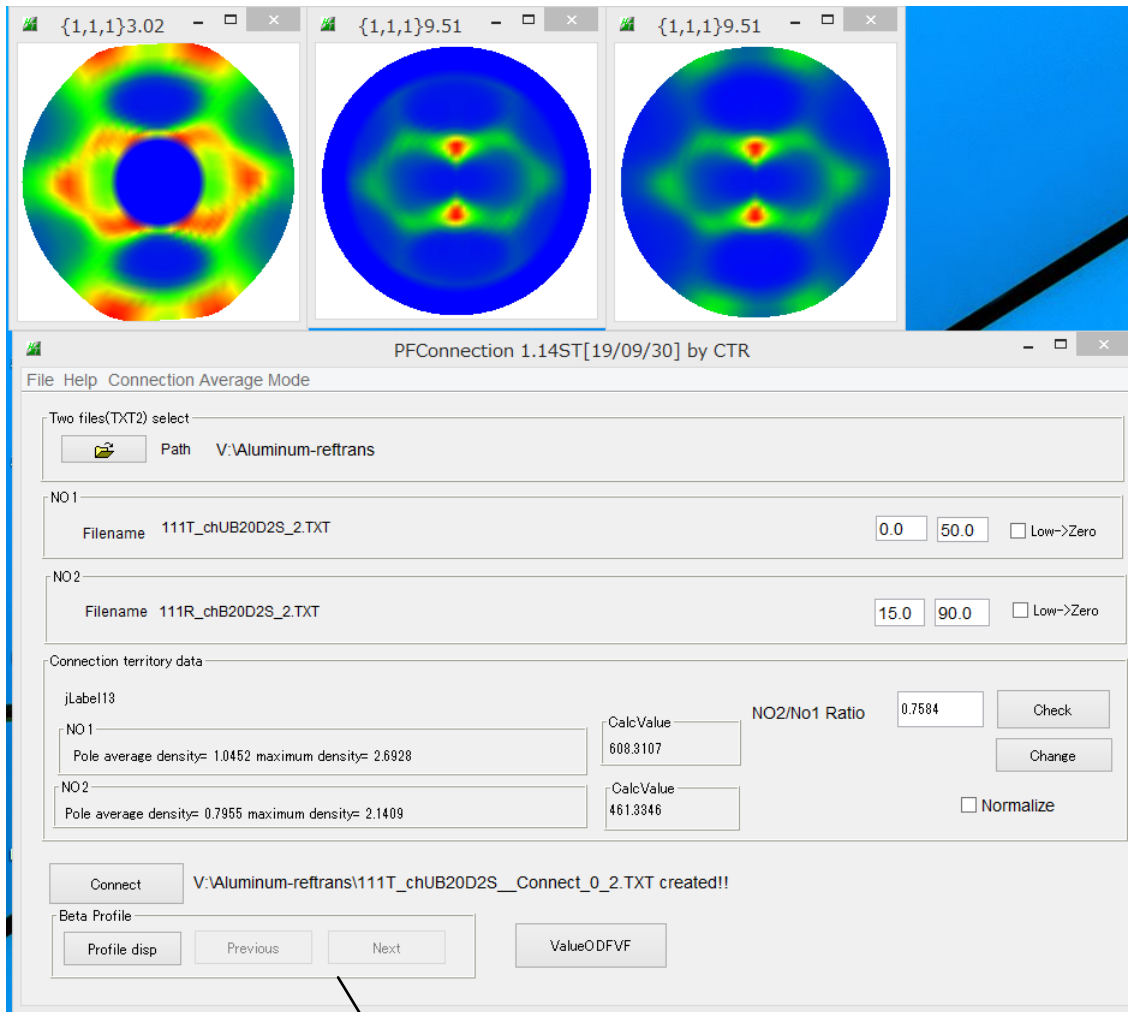 {1,1,1}3.02
{1,1,1}9.51
{1,1,1}9.51
PFConnection 1.14ST[19/09/30] by CTR
File Help Connection Average Mode
Two files(TXT2) select
Path V:\Aluminum-reftrans
NO1
Filename 111T_chUB20D2S_2.TXT 0.0 50.0 Low->Zero
NO2
Filename 111R_chB20D2S_2.TXT 15.0 90.0 Low->Zero
Connection territory data
jLabel13
NO2/No1 Ratio 0.7584 Check
NO1
Pole average density= 1.0452 maximum density= 2.6928
CalcValue
608.3107
Change
NO2
Pole average density= 0.7955 maximum density= 2.1409
CalcValue
461.3346
Normalize
Connect V:\Aluminum-reftrans\111T_chUB20D2S__Connect_0_2.TXT created!!
Beta Profile
Profile disp Previous Next ValueODFVF